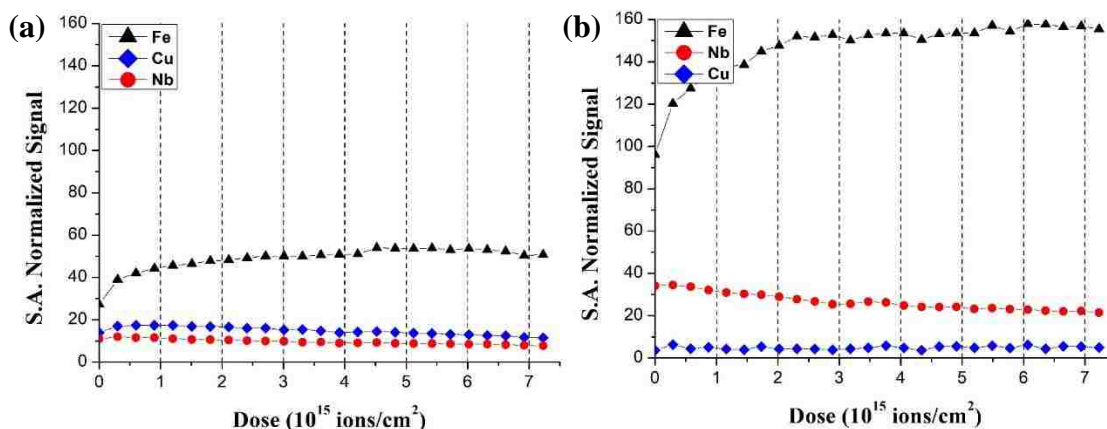 (a)
160
140
120
100
80
60
40
20
0
S.A. Normalized Signal
Fe
Cu
Nb
0 1 2 3 4 5 6 7
Dose (10¹⁵ ions/cm²)
(b)
160
140
120
100
80
60
40
20
0
S.A. Normalized Signal
Fe
Nb
Cu
0 1 2 3 4 5 6 7
Dose (10¹⁵ ions/cm²)